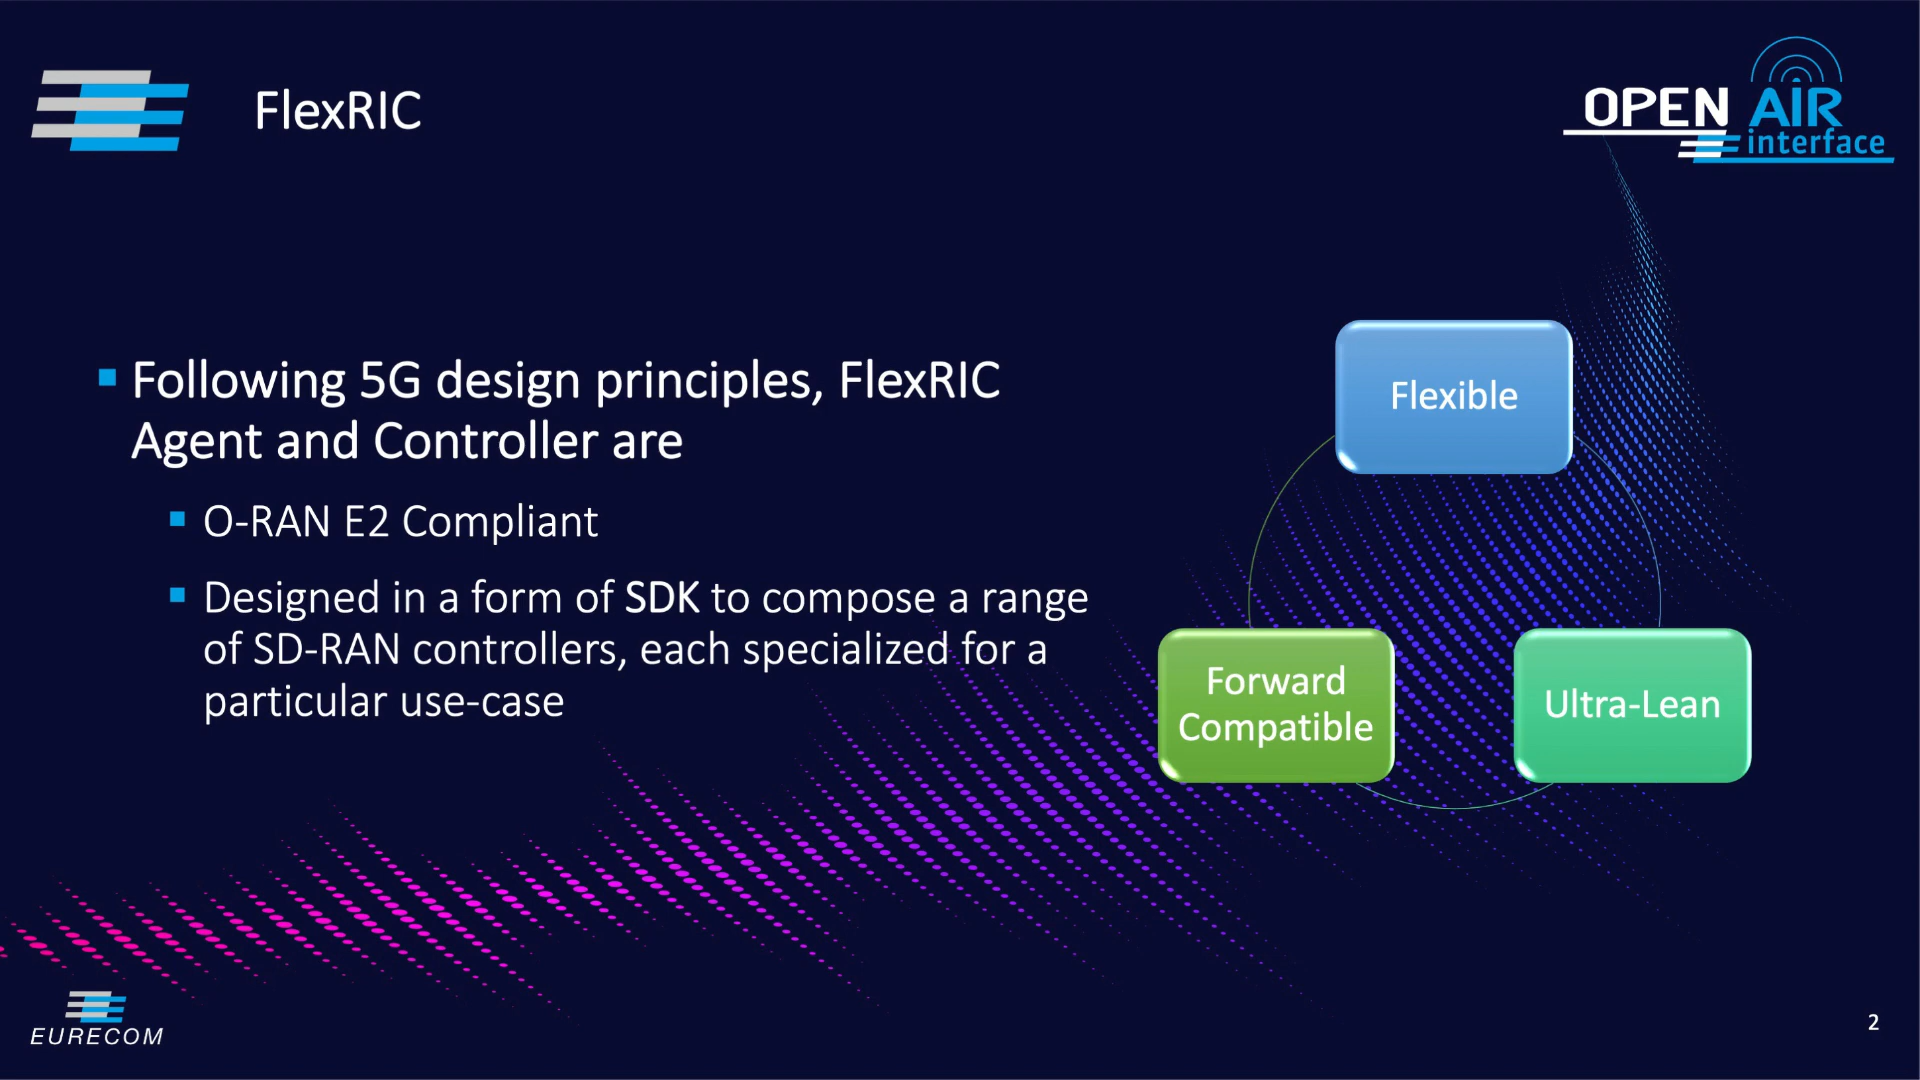 FlexRIC
OPEN AIR
interface
Following 5G design principles, FlexRIC
Agent and Controller are
O-RAN E2 Compliant
Designed in a form of SDK to compose a range
of SD-RAN controllers, each specialized for a
particular use-case
Flexible
Forward
Compatible
Ultra-Lean
EURECOM
2